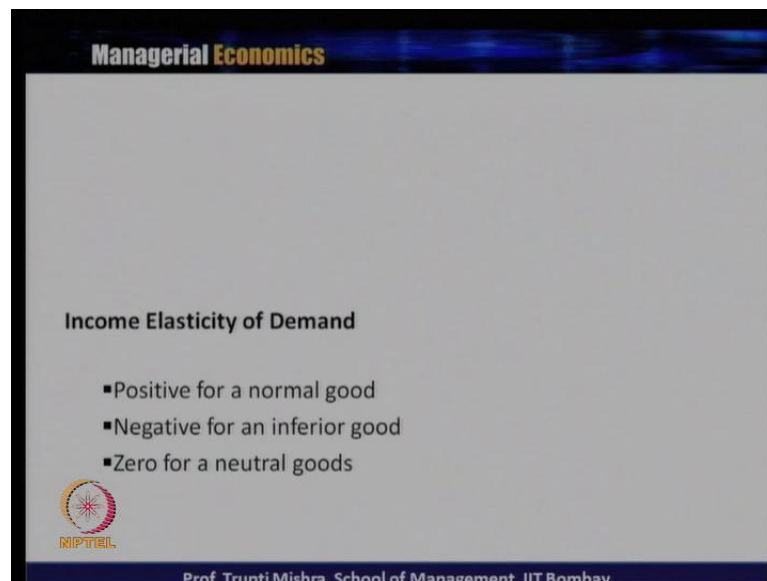 Managerial Economics
Income Elasticity of Demand
▪Positive for a normal good
▪Negative for an inferior good
▪Zero for a neutral goods
NPTEL
Prof. Trupti Mishra, School of Management, IIT Bombay